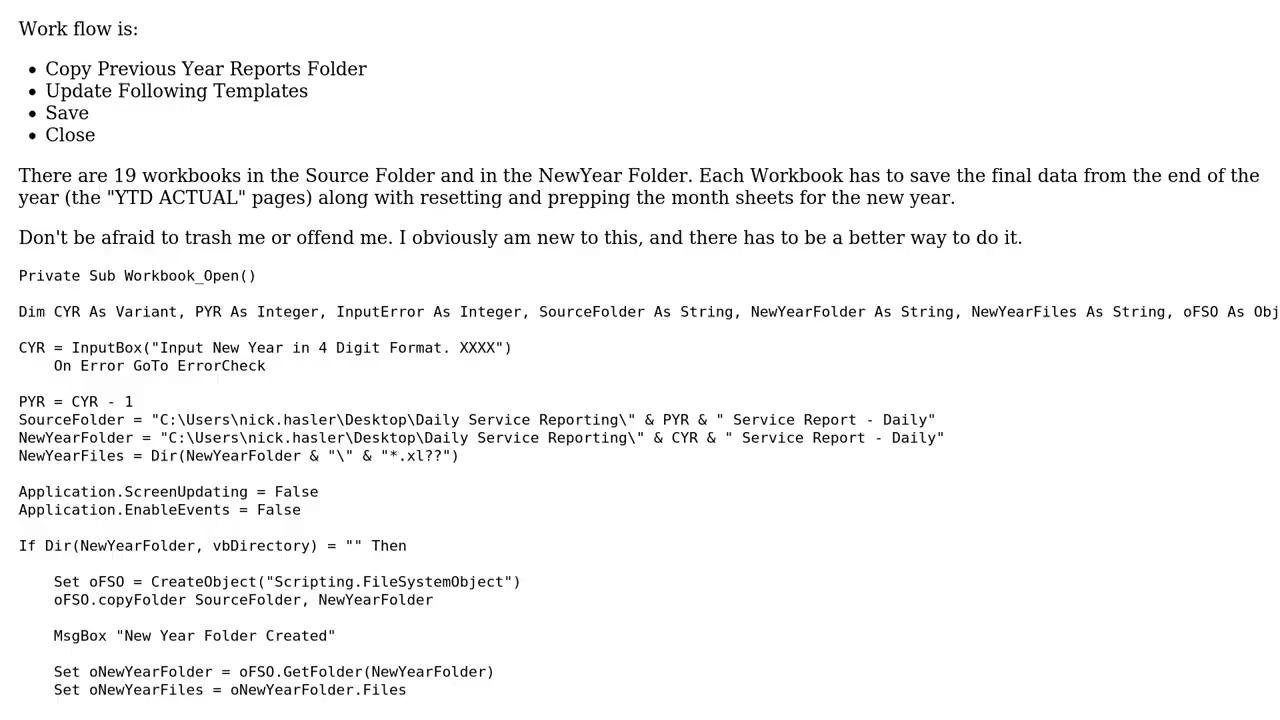 Work flow is:
• Copy Previous Year Reports Folder
• Update Following Templates
• Save
• Close
There are 19 workbooks in the Source Folder and in the NewYear Folder. Each Workbook has to save the final data from the end of the
year (the "YTD ACTUAL" pages) along with resetting and prepping the month sheets for the new year.
Don't be afraid to trash me or offend me. I obviously am new to this, and there has to be a better way to do it.
Private Sub Workbook_Open()
Dim CYR As Variant, PYR As Integer, InputError As Integer, SourceFolder As String, NewYearFolder As String, NewYearFiles As String, oFSO As Obj
CYR = InputBox("Input New Year in 4 Digit Format. XXXX")
    On Error GoTo ErrorCheck
PYR = CYR - 1
SourceFolder = "C:\Users\nick.hasler\Desktop\Daily Service Reporting\" & PYR & " Service Report - Daily"
NewYearFolder = "C:\Users\nick.hasler\Desktop\Daily Service Reporting\" & CYR & " Service Report - Daily"
NewYearFiles = Dir(NewYearFolder & "\" & "*.xl??")
Application.ScreenUpdating = False
Application.EnableEvents = False
If Dir(NewYearFolder, vbDirectory) = "" Then
    Set oFSO = CreateObject("Scripting.FileSystemObject")
    oFSO.copyFolder SourceFolder, NewYearFolder
    MsgBox "New Year Folder Created"
    Set oNewYearFolder = oFSO.GetFolder(NewYearFolder)
    Set oNewYearFiles = oNewYearFolder.Files